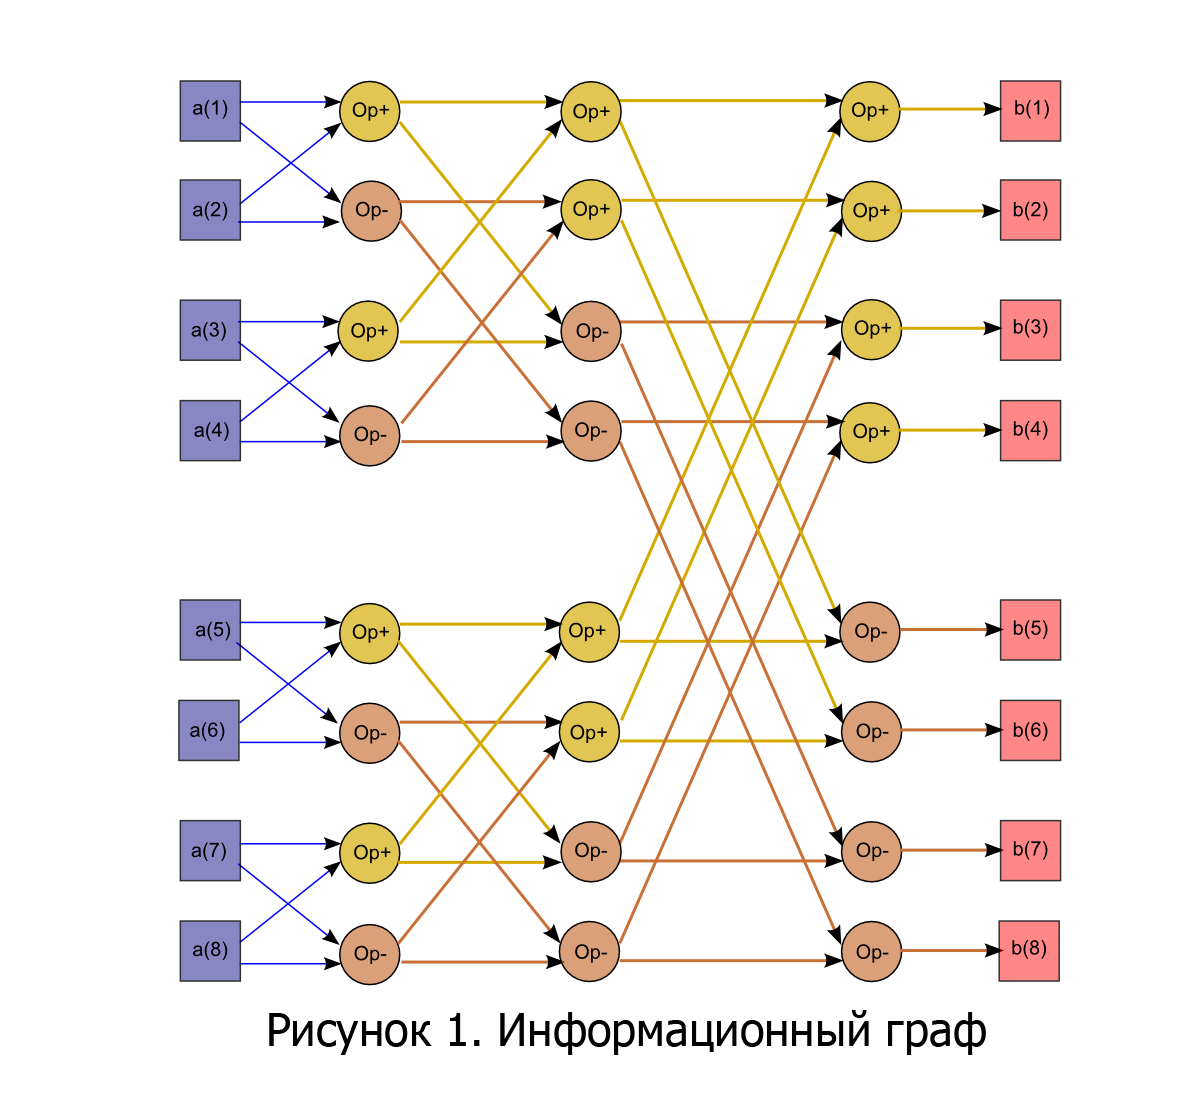 a(1) Op+ Op+ Op+ b(1)
a(2) Op- Op+ Op+ b(2)
a(3) Op+ Op- Op+ b(3)
a(4) Op- Op- Op+ b(4)
a(5) Op+ Op+ Op- b(5)
a(6) Op- Op+ Op- b(6)
a(7) Op+ Op- Op- b(7)
a(8) Op- Op- Op- b(8)
Рисунок 1. Информационный граф